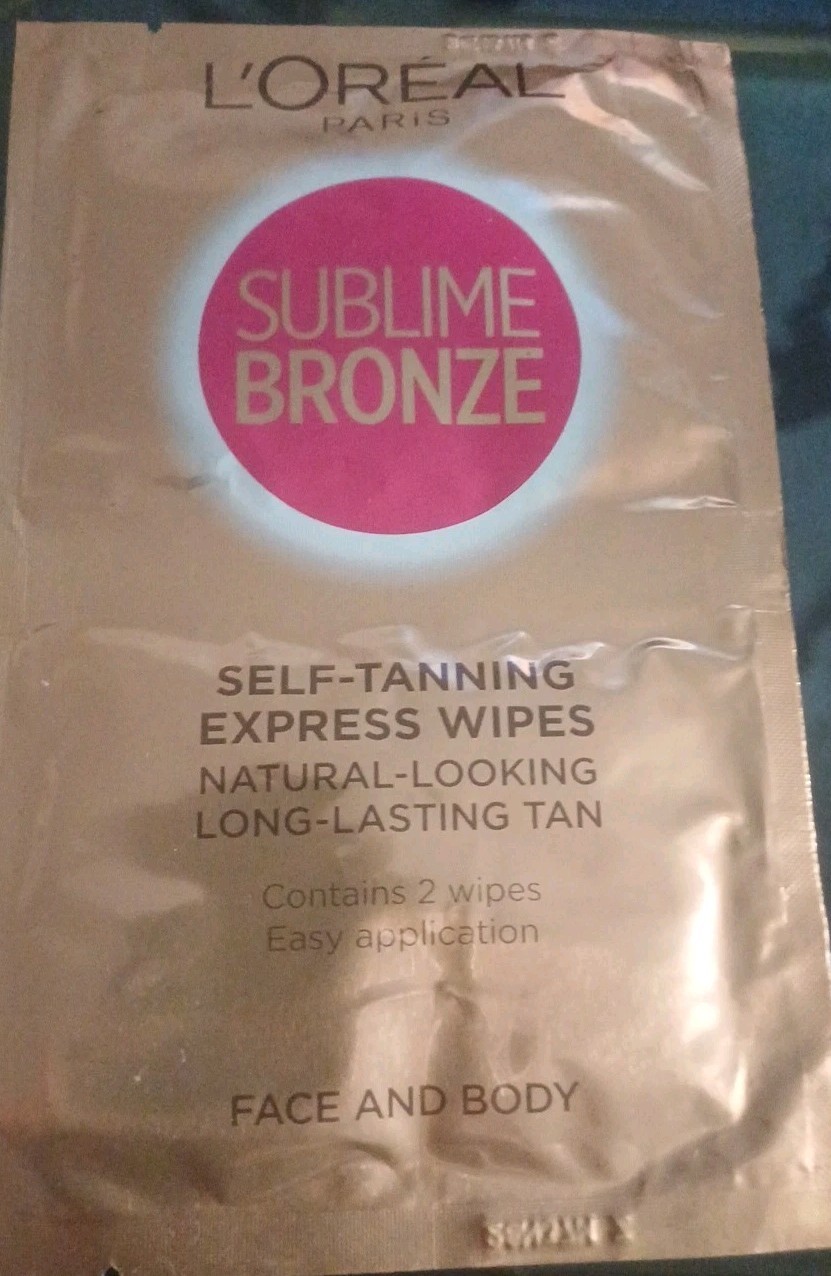 L'ORÉAL
PARIS
SUBLIME
BRONZE
SELF-TANNING
EXPRESS WIPES
NATURAL-LOOKING
LONG-LASTING TAN
Contains 2 wipes
Easy application
FACE AND BODY